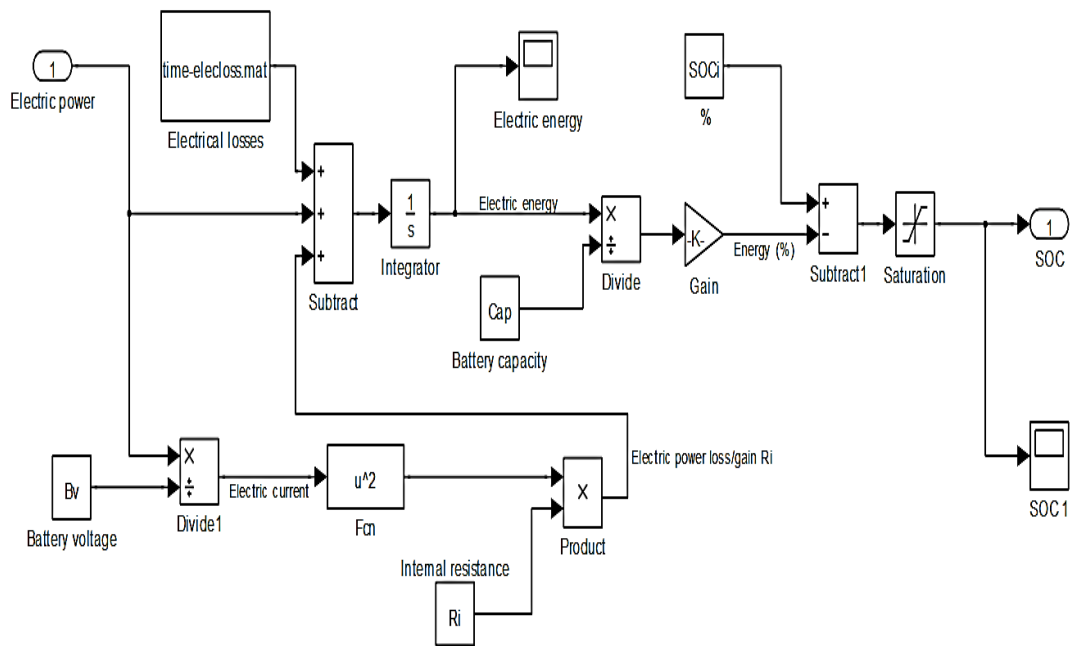 1
Electric power
time-elecloss.mat
Electrical losses
Electric energy
SOCi
%
+
+
+
Subtract
1
s
Integrator
Electric energy
×
÷
Divide
-K-
Gain
Energy (%)
+
−
Subtract1
Saturation
1
SOC
Cap
Battery capacity
Bv
Battery voltage
×
÷
Divide1
Electric current
u^2
Fcn
×
Product
Electric power loss/gain Ri
SOC 1
Internal resistance
Ri